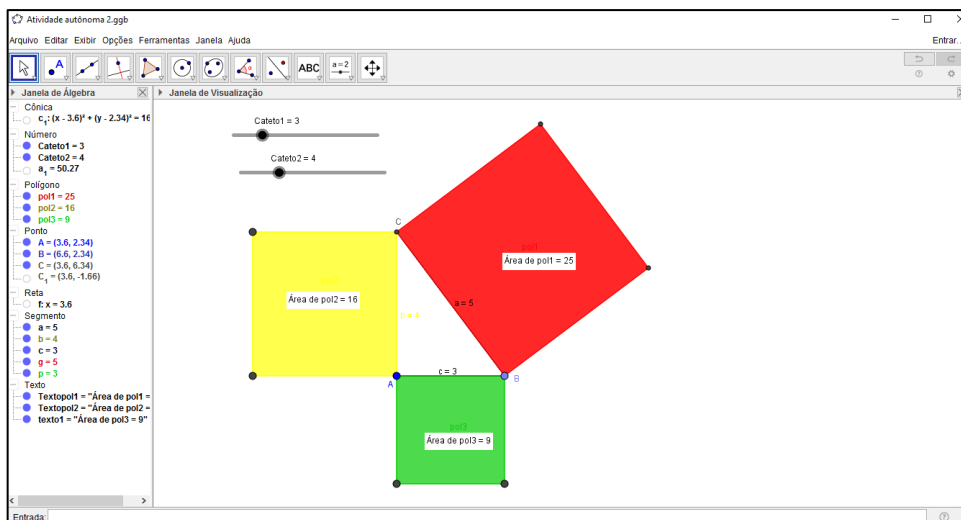 Atividade autônoma 2.ggb
Arquivo Editar Exibir Opções Ferramentas Janela Ajuda
Entrar...
A
ABC
a = 2
Janela de Álgebra
Janela de Visualização
Cônica
c₁: (x - 3.6)² + (y - 2.34)² = 16
Número
Cateto1 = 3
Cateto2 = 4
a₁ = 50.27
Polígono
pol1 = 25
pol2 = 16
pol3 = 9
Ponto
A = (3.6, 2.34)
B = (6.6, 2.34)
C = (3.6, 6.34)
C₁ = (3.6, -1.66)
Reta
f: x = 3.6
Segmento
a = 5
b = 4
c = 3
g = 5
p = 3
Texto
Textopol1 = "Área de pol1 =
Textopol2 = "Área de pol2 =
texto1 = "Área de pol3 = 9"
Cateto1 = 3
Cateto2 = 4
C
pol1
Área de pol1 = 25
Área de pol2 = 16
a = 5
b = 4
c = 3
A
B
pol3
Área de pol3 = 9
Entrada: